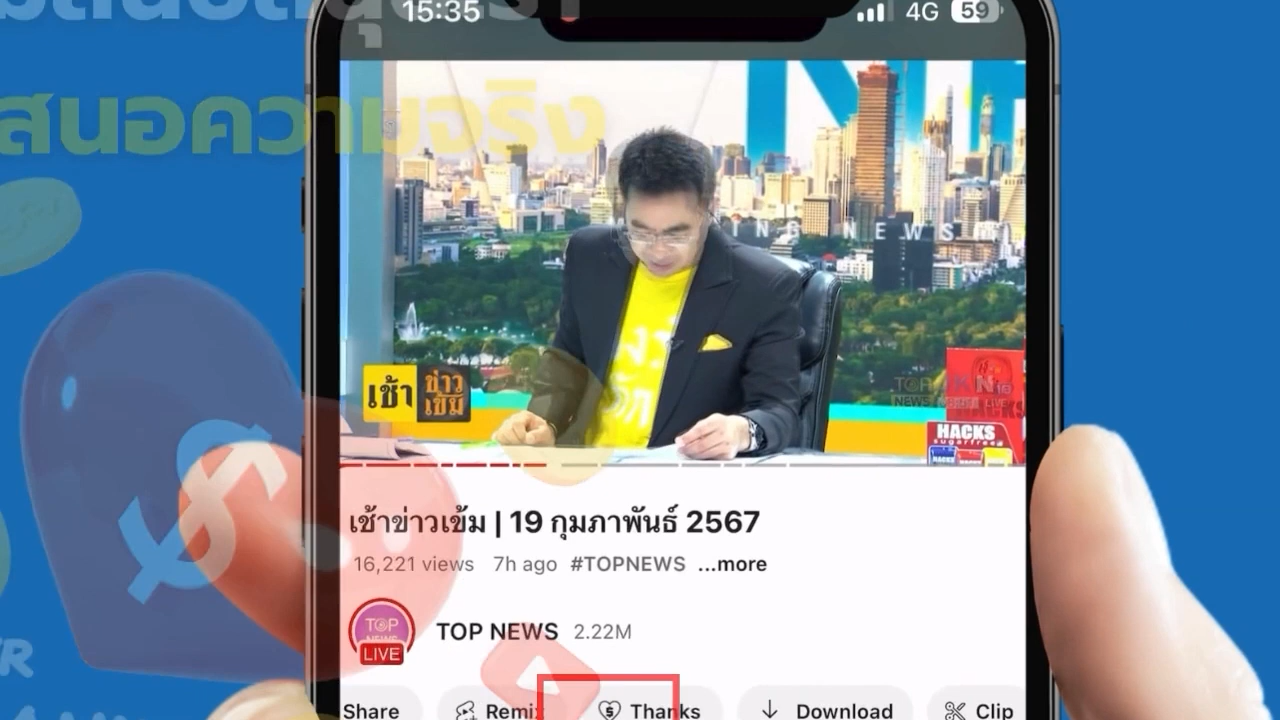 15:35
4G 59
สนอความจริง
NEWS
เช้า
ข่าว
เข้ม
HACKS
sugarfree
HACKS
เช้าข่าวเข้ม | 19 กุมภาพันธ์ 2567
16,221 views 7h ago #TOPNEWS ...more
TOP NEWS 2.22M
TOP
NEWS
LIVE
Share
Remix
Thanks
Download
Clip